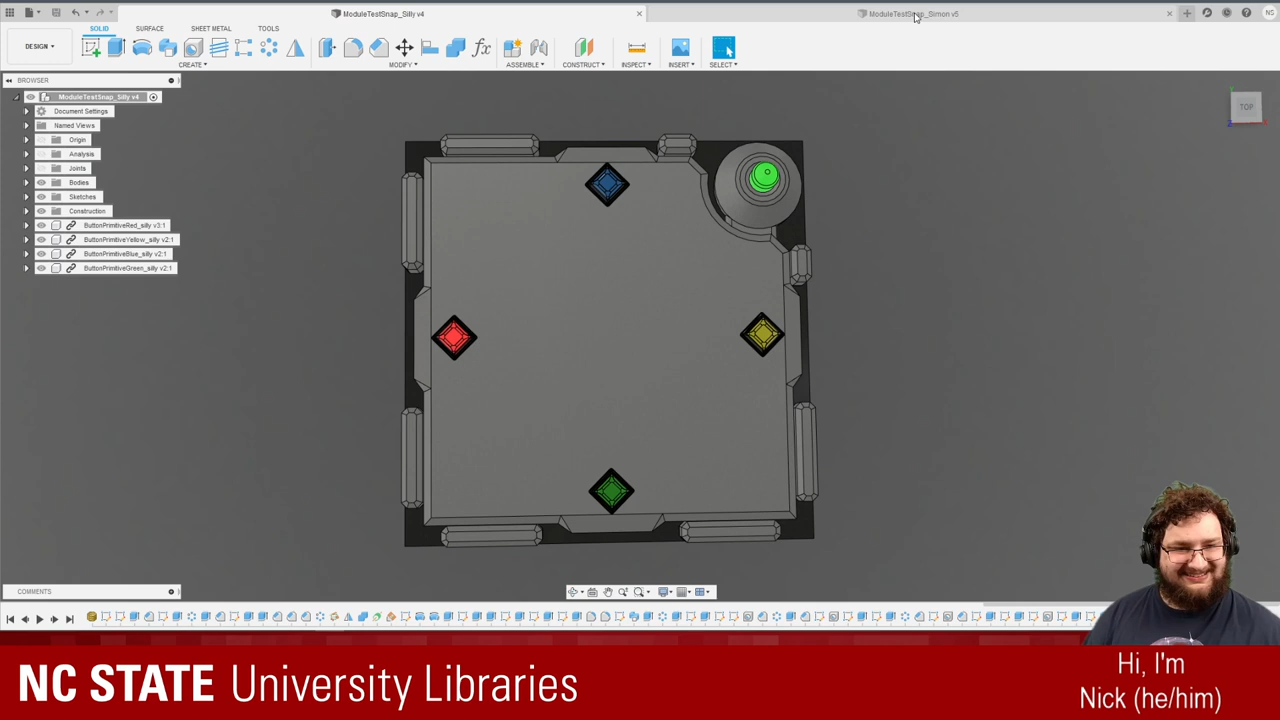 ModuleTestSnap_Silly v4
ModuleTestSnap_Simon v5
NS
SOLID
SURFACE
SHEET METAL
TOOLS
DESIGN
CREATE
MODIFY
ASSEMBLE
CONSTRUCT
INSPECT
INSERT
SELECT
BROWSER
ModuleTestSnap_Silly v4
Document Settings
Named Views
Origin
Analysis
Joints
Bodies
Sketches
Construction
ButtonPrimitiveRed_silly v3:1
ButtonPrimitiveYellow_silly v2:1
ButtonPrimitiveBlue_silly v2:1
ButtonPrimitiveGreen_silly v2:1
TOP
COMMENTS
NC STATE University Libraries
Hi, I'm
Nick (he/him)